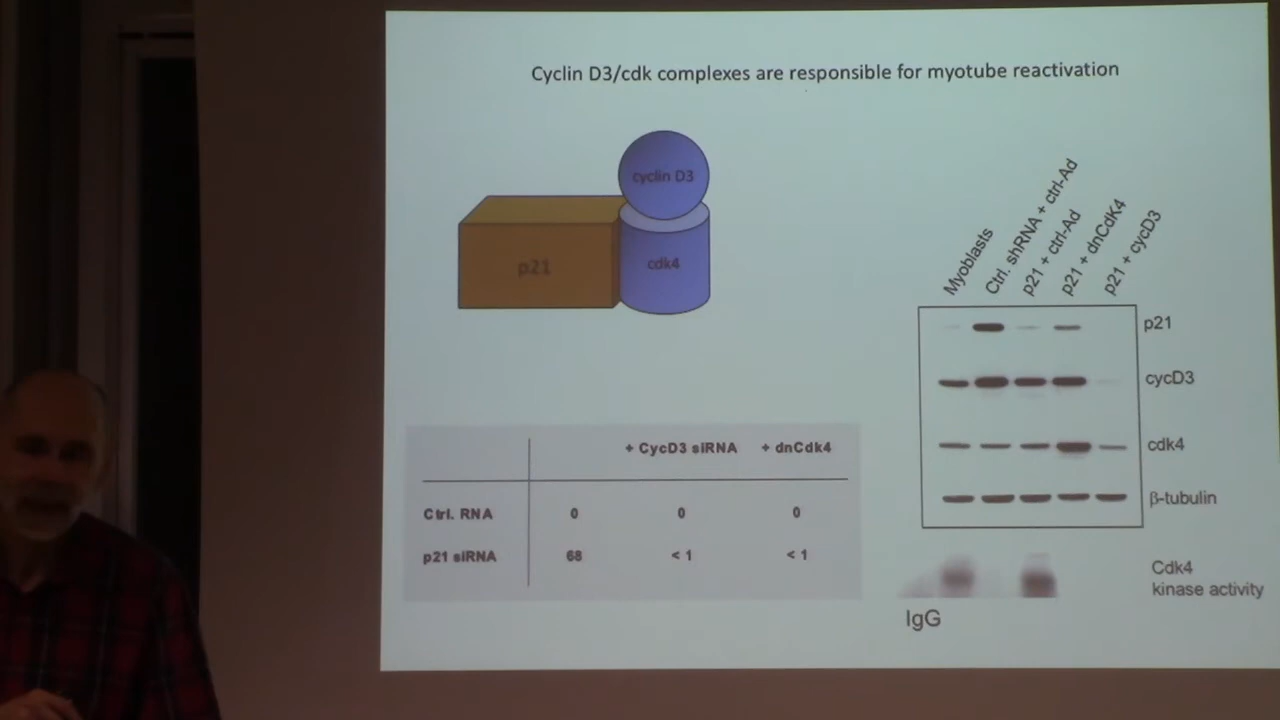 Cyclin D3/cdk complexes are responsible for myotube reactivation
cyclin D3
p21
cdk4
+ CycD3 siRNA + dnCdk4
Ctrl. RNA 0 0 0
p21 siRNA 68 < 1 < 1
Myoblasts
Ctrl. shRNA + ctrl-Ad
p21 + ctrl-Ad
p21 + dnCdK4
p21 + cycD3
p21
cycD3
cdk4
β-tubulin
Cdk4
kinase activity
IgG